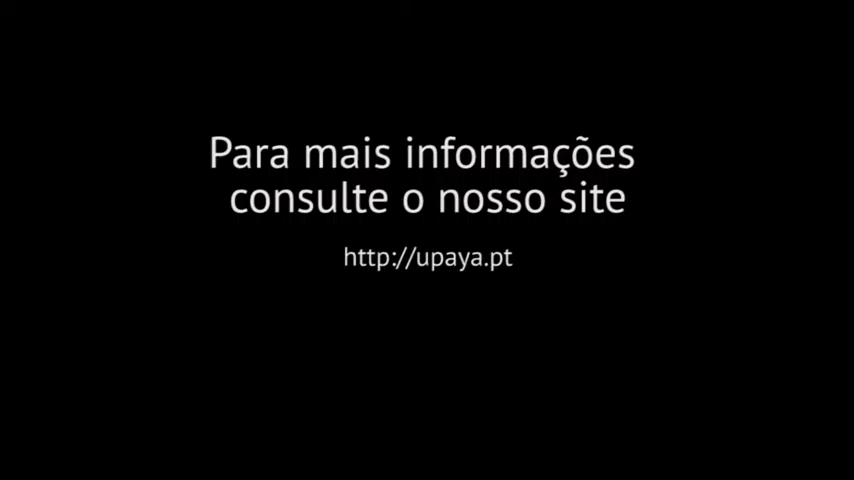 Para mais informações
consulte o nosso site
http://upaya.pt